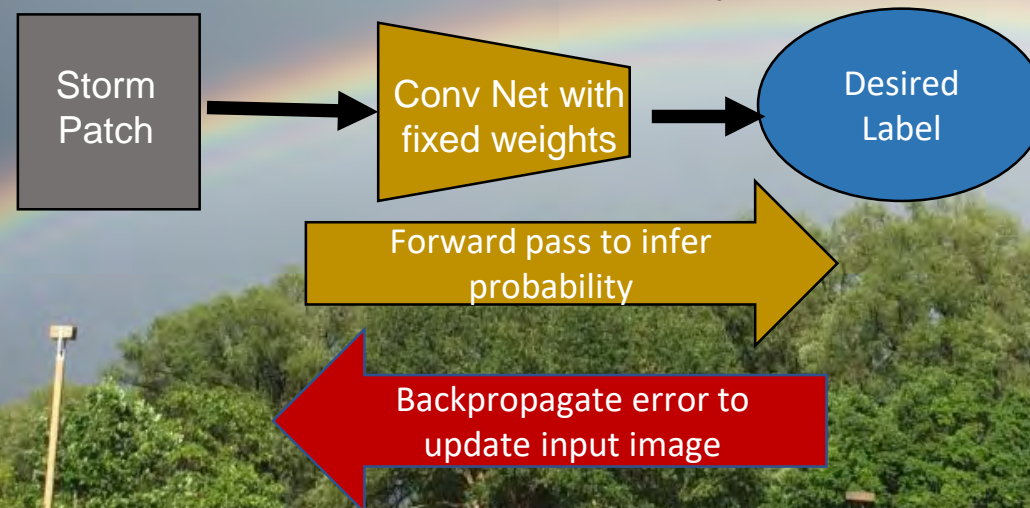 Storm
Patch
Conv Net with
fixed weights
Desired
Label
Forward pass to infer
probability
Backpropagate error to
update input image